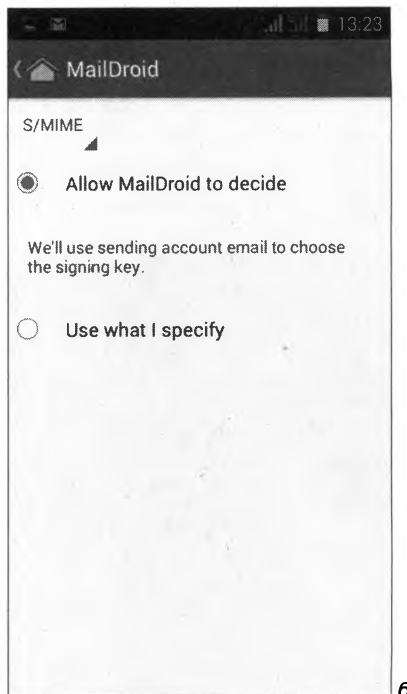 13:23
MailDroid
S/MIME
Allow MailDroid to decide
We'll use sending account email to choose
the signing key.
Use what I specify